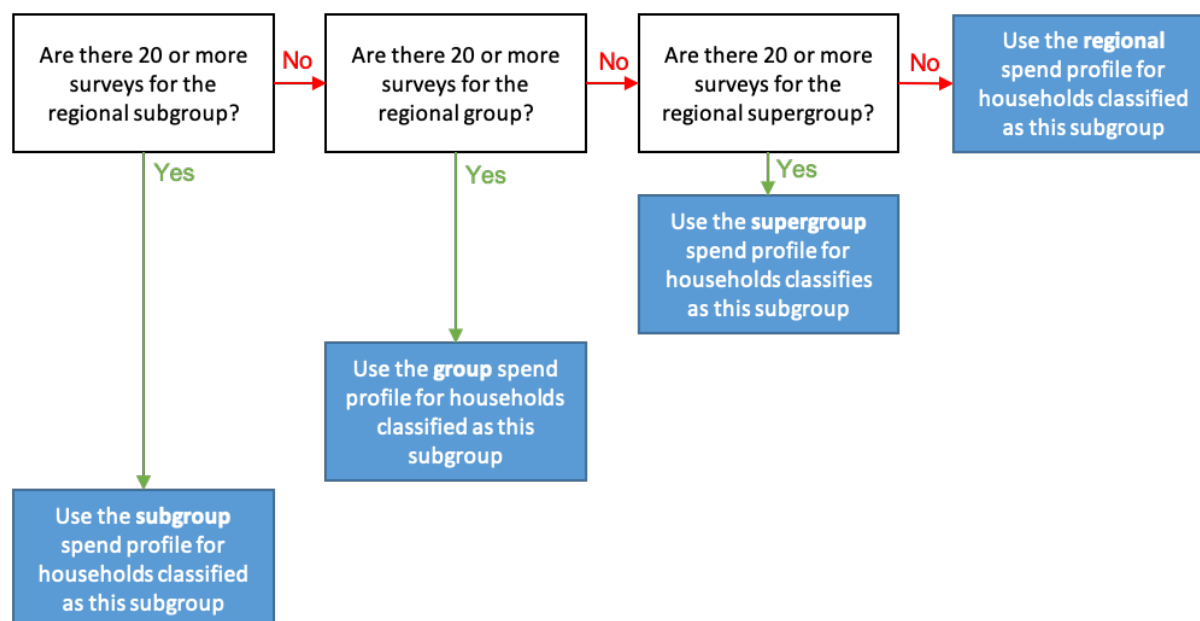 Are there 20 or more
surveys for the
regional subgroup?
No
Are there 20 or more
surveys for the
regional group?
No
Are there 20 or more
surveys for the
regional supergroup?
No
Use the regional
spend profile for
households classified
as this subgroup
Yes
Yes
Yes
Use the supergroup
spend profile for
households classifies
as this subgroup
Use the group spend
profile for households
classified as this
subgroup
Use the subgroup
spend profile for
households classified
as this subgroup